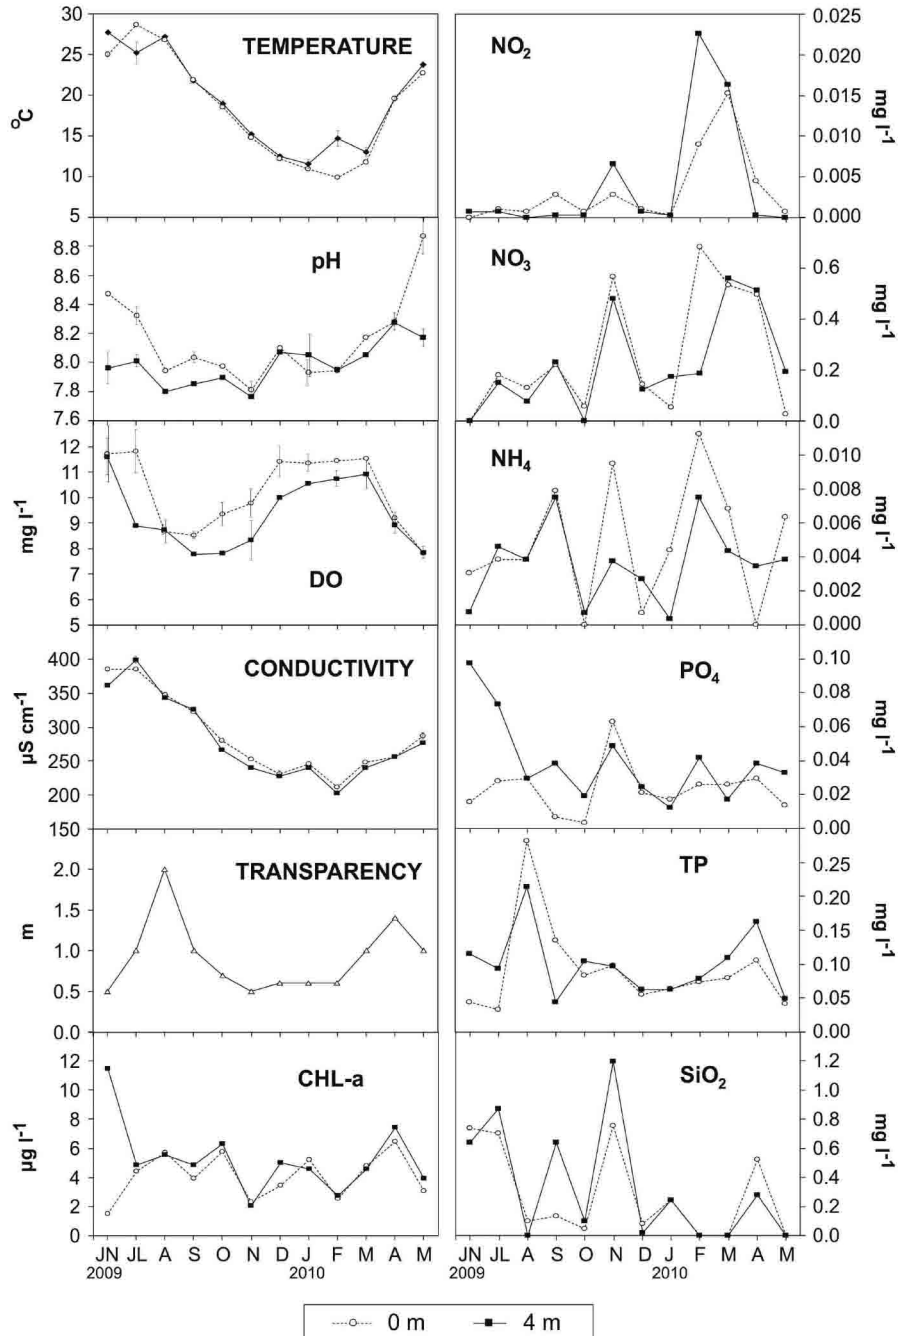 TEMPERATURE
°C
30
25
20
15
10
5
NO2
mg l-1
0.025
0.020
0.015
0.010
0.005
0.000
pH
8.8
8.6
8.4
8.2
8.0
7.8
7.6
NO3
mg l-1
0.6
0.4
0.2
0.0
DO
mg l-1
12
11
10
9
8
7
6
5
NH4
mg l-1
0.010
0.008
0.006
0.004
0.002
0.000
CONDUCTIVITY
µS cm-1
400
350
300
250
200
150
PO4
mg l-1
0.10
0.08
0.06
0.04
0.02
0.00
TRANSPARENCY
m
2.0
1.5
1.0
0.5
0.0
TP
mg l-1
0.25
0.20
0.15
0.10
0.05
0.00
CHL-a
µg l-1
12
10
8
6
4
2
0
SiO2
mg l-1
1.2
1.0
0.8
0.6
0.4
0.2
0.0
JN JL A S O N D J F M A M
2009 2010
JN JL A S O N D J F M A M
2009 2010
0 m 4 m